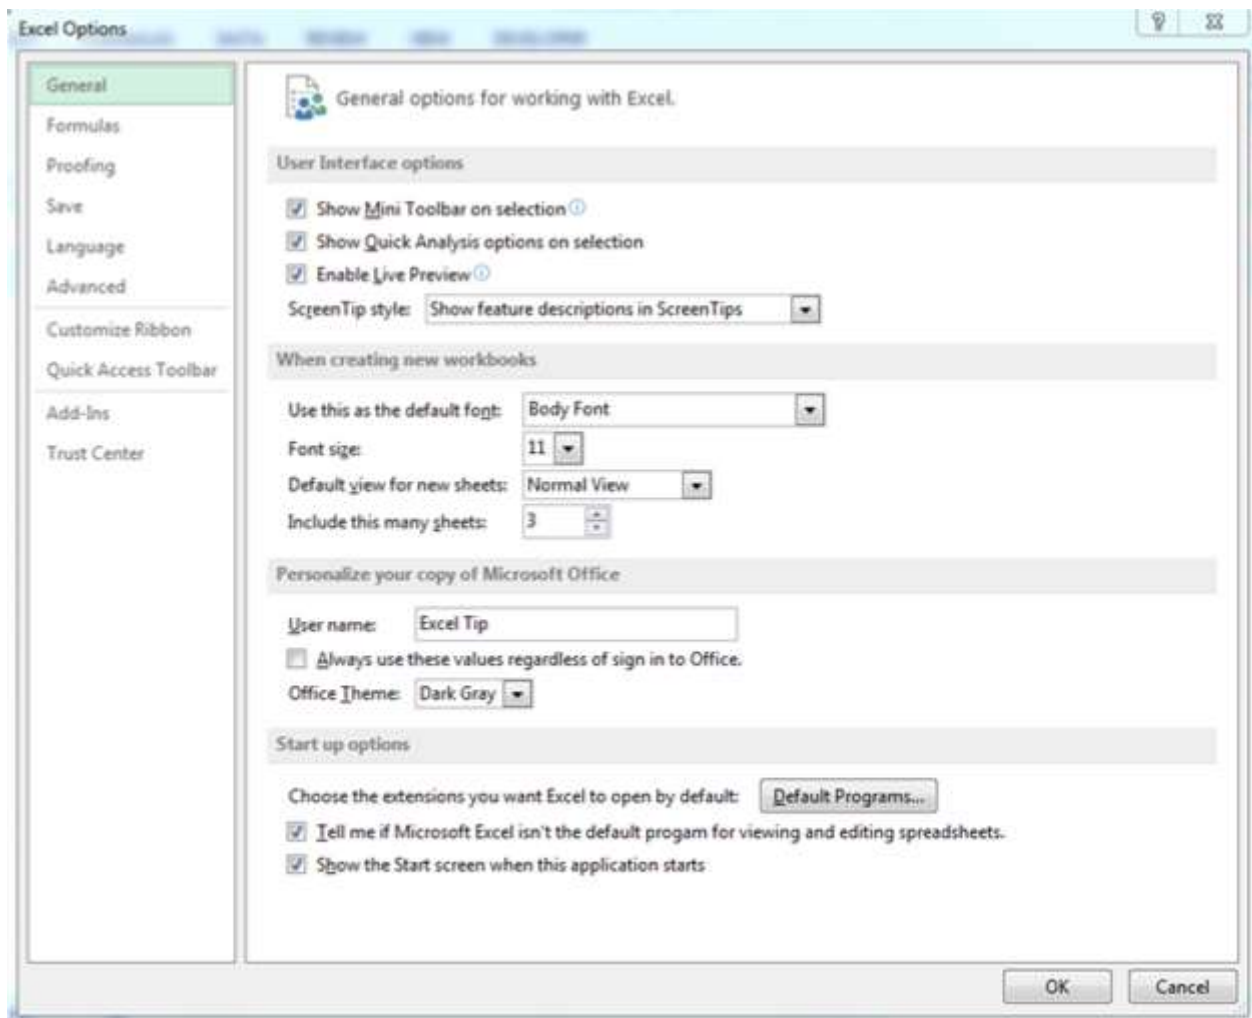 Excel Options
General
Formulas
Proofing
Save
Language
Advanced
Customize Ribbon
Quick Access Toolbar
Add-Ins
Trust Center
General options for working with Excel.
User Interface options
Show Mini Toolbar on selection
Show Quick Analysis options on selection
Enable Live Preview
ScreenTip style: Show feature descriptions in ScreenTips
When creating new workbooks
Use this as the default font: Body Font
Font size: 11
Default view for new sheets: Normal View
Include this many sheets: 3
Personalize your copy of Microsoft Office
User name: Excel Tip
Always use these values regardless of sign in to Office.
Office Theme: Dark Gray
Start up options
Choose the extensions you want Excel to open by default: Default Programs...
Tell me if Microsoft Excel isn't the default progam for viewing and editing spreadsheets.
Show the Start screen when this application starts
OK Cancel